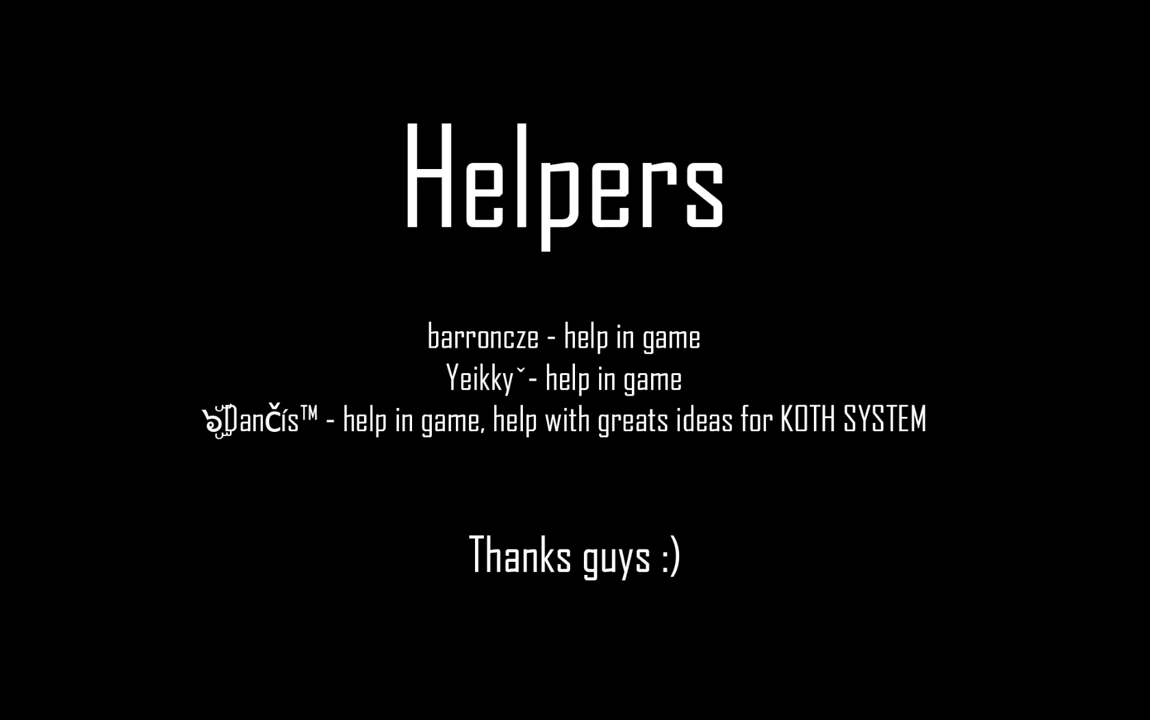 Helpers
barroncze - help in game
Yeikkyˇ- help in game
DanČís™ - help in game, help with greats ideas for KOTH SYSTEM
Thanks guys :)